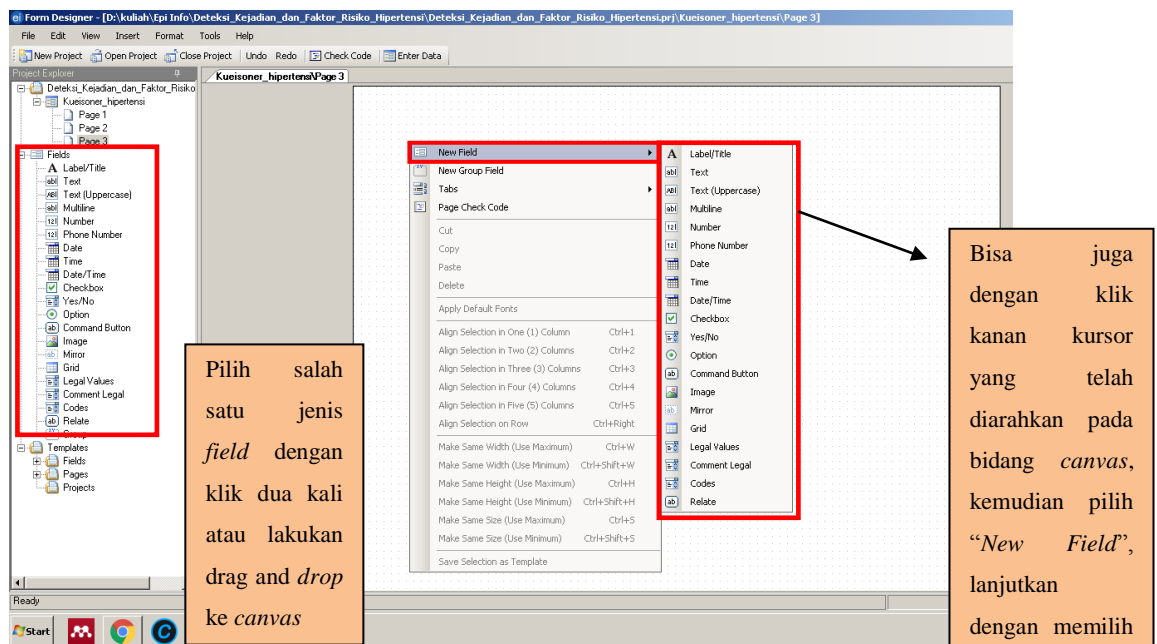 Form Designer - [D:\kuliah\Epi Info\Deteksi_Kejadian_dan_Faktor_Risiko_Hipertensi\Deteksi_Kejadian_dan_Faktor_Risiko_Hipertensi.prj\Kueisoner_hipertensi\Page 3]
File Edit View Insert Format Tools Help
New Project Open Project Close Project Undo Redo Check Code Enter Data
Project Explorer
Kueisoner_hipertensi\Page 3
Deteksi_Kejadian_dan_Faktor_Risiko
Kueisoner_hipertensi
Page 1
Page 2
Page 3
Fields
Label/Title
Text
Text (Uppercase)
Multiline
Number
Phone Number
Date
Time
Date/Time
Checkbox
Yes/No
Option
Command Button
Image
Mirror
Grid
Legal Values
Comment Legal
Codes
Relate
Group
Templates
Fields
Pages
Projects
New Field
New Group Field
Tabs
Page Check Code
Cut
Copy
Paste
Delete
Apply Default Fonts
Align Selection in One (1) Column Ctrl+1
Align Selection in Two (2) Columns Ctrl+2
Align Selection in Three (3) Columns Ctrl+3
Align Selection in Four (4) Columns Ctrl+4
Align Selection in Five (5) Columns Ctrl+5
Align Selection on Row Ctrl+Right
Make Same Width (Use Maximum) Ctrl+W
Make Same Width (Use Minimum) Ctrl+Shift+W
Make Same Height (Use Maximum) Ctrl+H
Make Same Height (Use Minimum) Ctrl+Shift+H
Make Same Size (Use Maximum) Ctrl+S
Make Same Size (Use Minimum) Ctrl+Shift+S
Save Selection as Template
Label/Title
Text
Text (Uppercase)
Multiline
Number
Phone Number
Date
Time
Date/Time
Checkbox
Yes/No
Option
Command Button
Image
Mirror
Grid
Legal Values
Comment Legal
Codes
Relate
Pilih salah
satu jenis
field dengan
klik dua kali
atau lakukan
drag and drop
ke canvas
Bisa juga
dengan klik
kanan kursor
yang telah
diarahkan pada
bidang canvas,
kemudian pilih
“New Field”,
lanjutkan
dengan memilih
Ready
Start